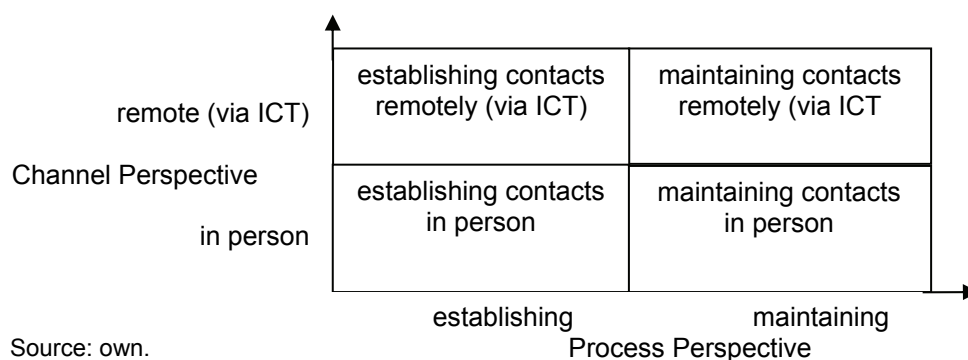 establishing contacts
remotely (via ICT)
maintaining contacts
remotely (via ICT
remote (via ICT)
Channel Perspective
establishing contacts
in person
maintaining contacts
in person
in person
establishing
maintaining
Source: own.
Process Perspective